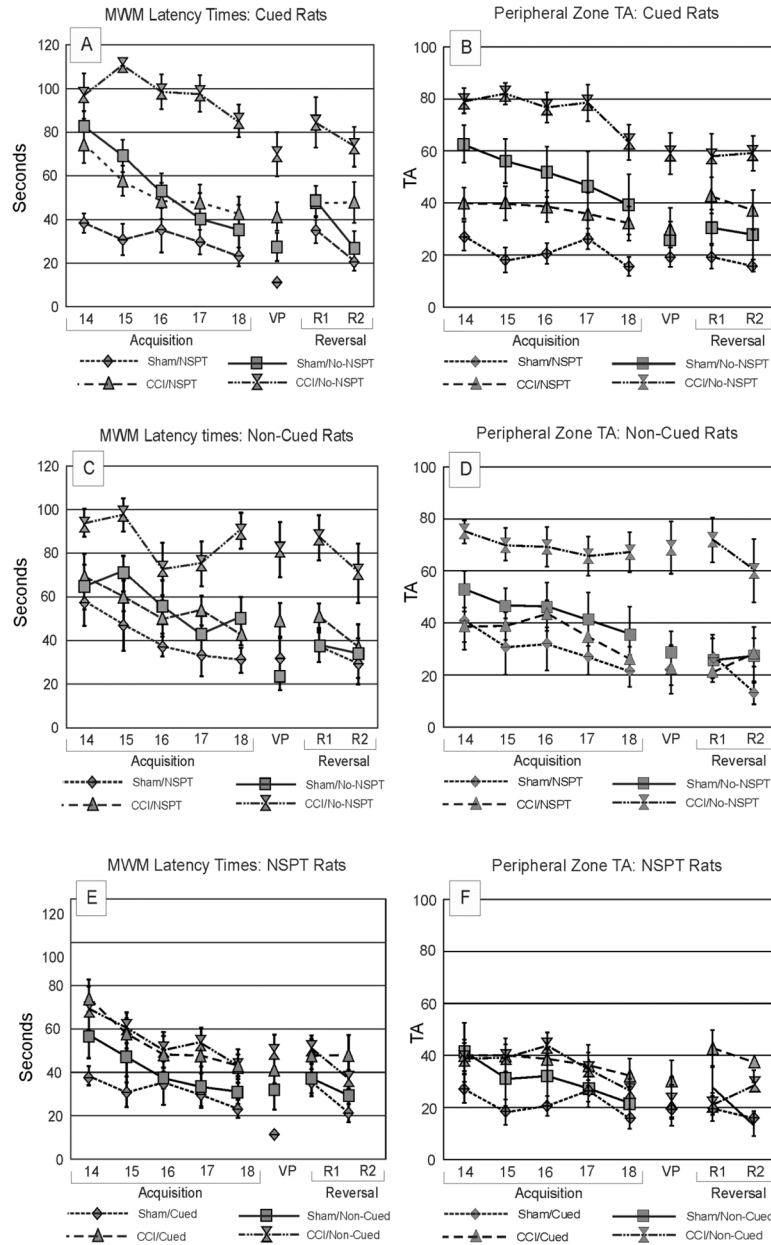 MWM Latency Times: Cued Rats
A
120
100
80
60
40
20
0
Seconds
14 15 16 17 18 VP R1 R2
Acquisition Reversal
Sham/NSPT Sham/No-NSPT
CCI/NSPT CCI/No-NSPT
Peripheral Zone TA: Cued Rats
B
100
80
60
40
20
0
TA
14 15 16 17 18 VP R1 R2
Acquisition Reversal
Sham/NSPT Sham/No-NSPT
CCI/NSPT CCI/No-NSPT
MWM Latency times: Non-Cued Rats
C
120
100
80
60
40
20
0
Seconds
14 15 16 17 18 VP R1 R2
Acquisition Reversal
Sham/NSPT Sham/No-NSPT
CCI/NSPT CCI/No-NSPT
Peripheral Zone TA: Non-Cued Rats
D
100
80
60
40
20
0
TA
14 15 16 17 18 VP R1 R2
Acquisition Reversal
Sham/NSPT Sham/No-NSPT
CCI/NSPT CCI/No-NSPT
MWM Latency Times: NSPT Rats
E
120
100
80
60
40
20
0
Seconds
14 15 16 17 18 VP R1 R2
Acquisition Reversal
Sham/Cued Sham/Non-Cued
CCI/Cued CCI/Non-Cued
Peripheral Zone TA: NSPT Rats
F
100
80
60
40
20
0
TA
14 15 16 17 18 VP R1 R2
Acquisition Reversal
Sham/Cued Sham/Non-Cued
CCI/Cued CCI/Non-Cued